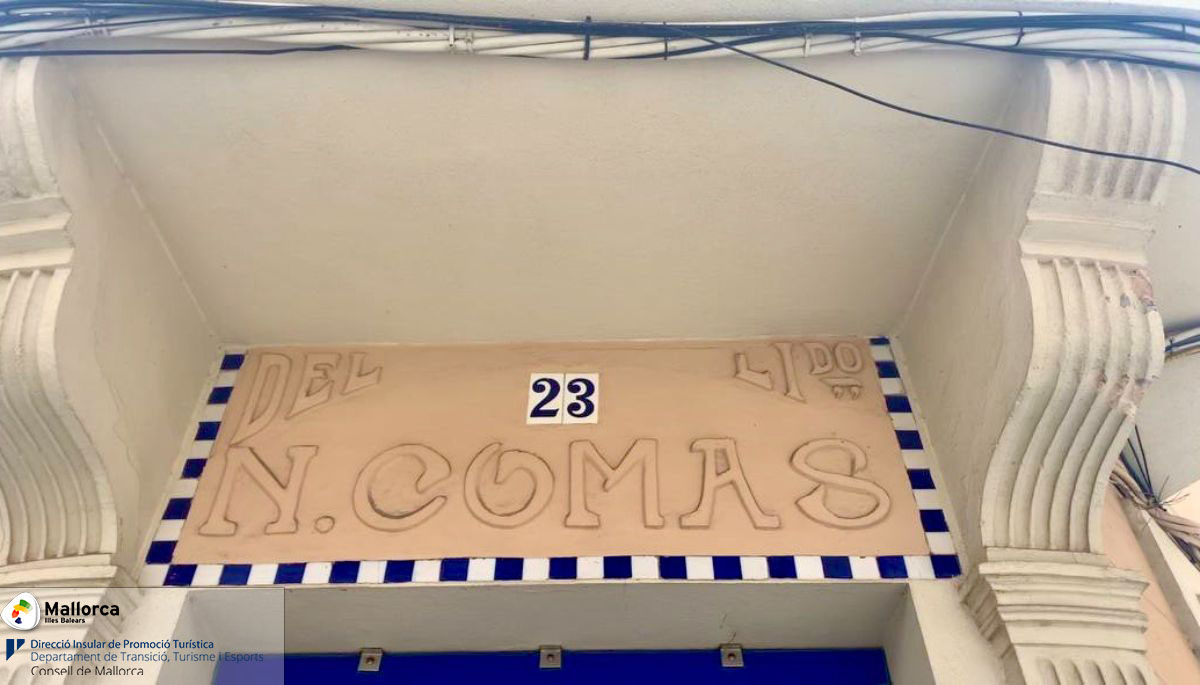 DEL LIDO
23
N. COMAS
Mallorca
Illes Balears
Direcció Insular de Promoció Turística
Departament de Transició, Turisme i Esports
Consell de Mallorca